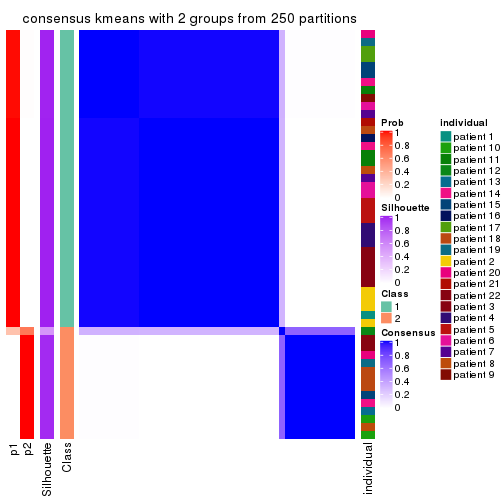 consensus kmeans with 2 groups from 250 partitions
Prob
1
0.8
0.6
0.4
0.2
0
Silhouette
1
0.8
0.6
0.4
0.2
0
Class
1
2
Consensus
1
0.8
0.6
0.4
0.2
0
individual
patient 1
patient 10
patient 11
patient 12
patient 13
patient 14
patient 15
patient 16
patient 17
patient 18
patient 19
patient 2
patient 20
patient 21
patient 22
patient 3
patient 4
patient 5
patient 6
patient 7
patient 8
patient 9
p1
p2
Silhouette
Class
individual